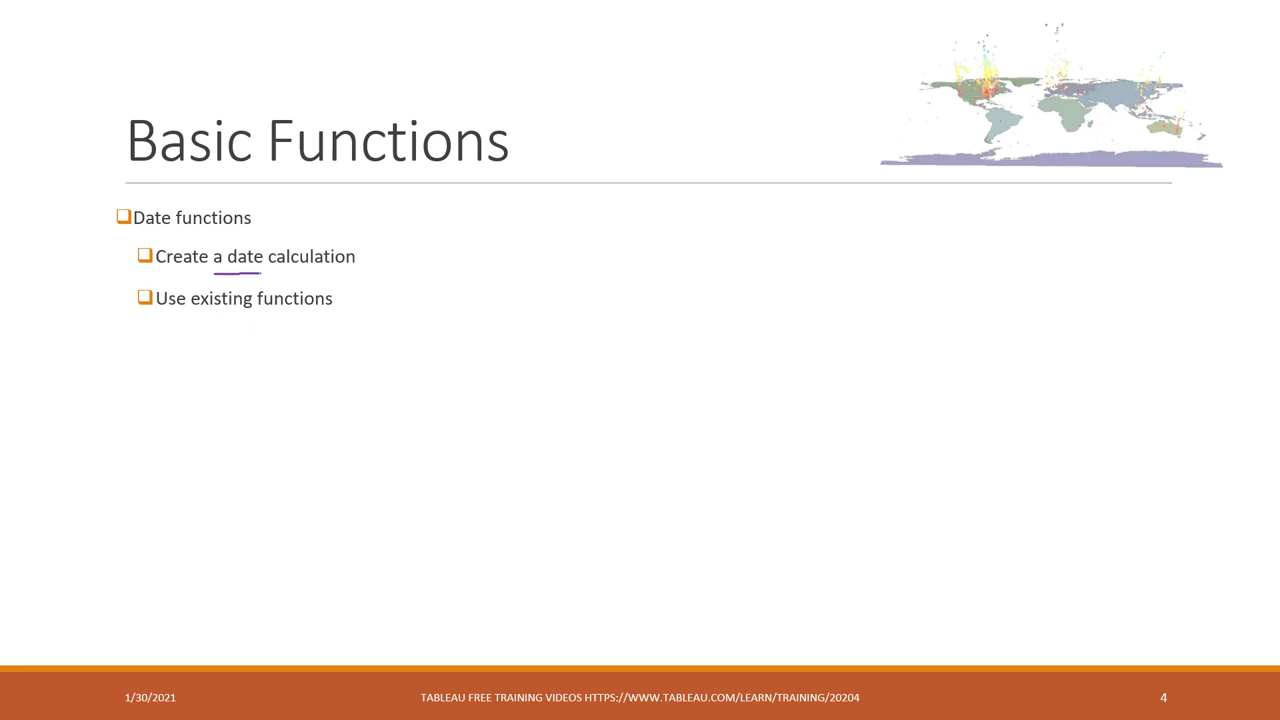 Basic Functions
Date functions
Create a date calculation
Use existing functions
1/30/2021
TABLEAU FREE TRAINING VIDEOS HTTPS://WWW.TABLEAU.COM/LEARN/TRAINING/20204
4